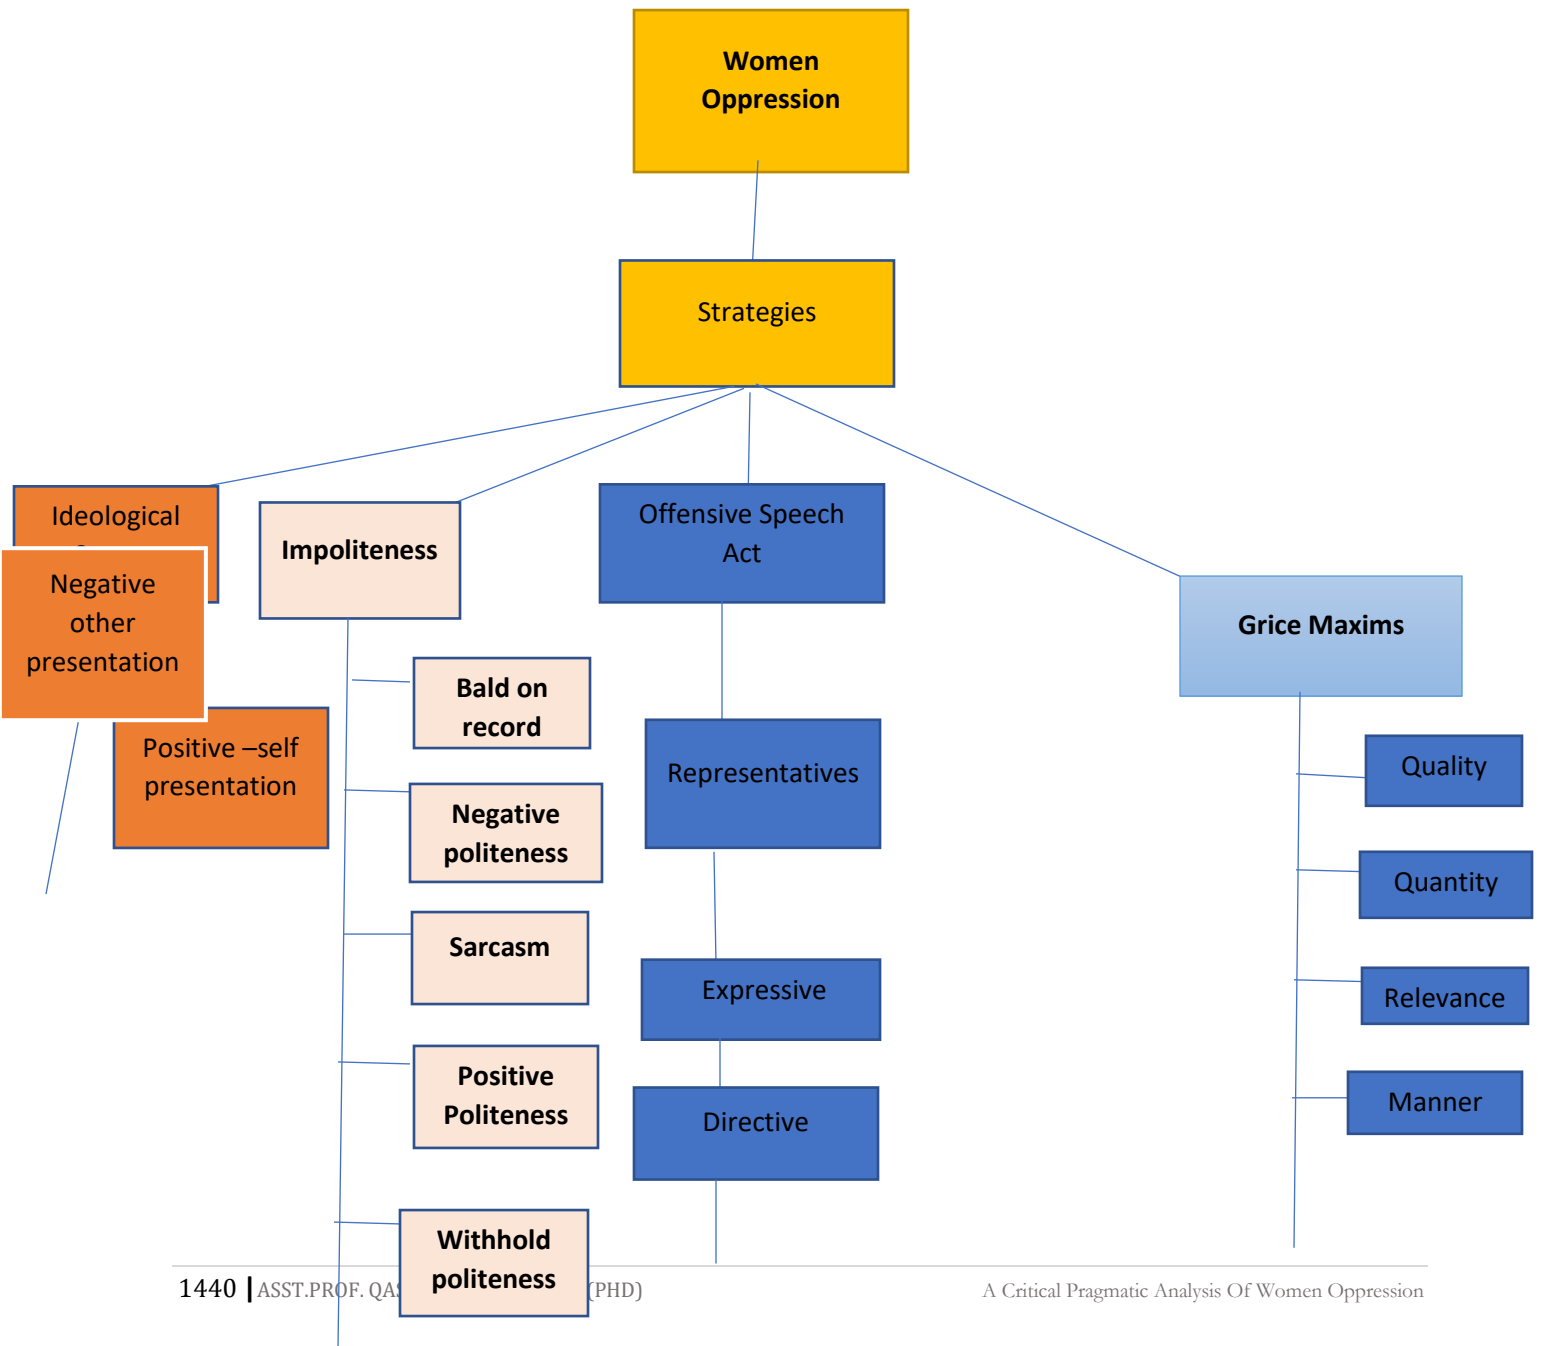 Women
Oppression
Strategies
Ideological
Negative
other
presentation
Positive –self
presentation
Impoliteness
Bald on
record
Negative
politeness
Sarcasm
Positive
Politeness
Withhold
politeness
Offensive Speech
Act
Representatives
Expressive
Directive
Grice Maxims
Quality
Quantity
Relevance
Manner
1440 | ASST.PROF. (PHD)
A Critical Pragmatic Analysis Of Women Oppression